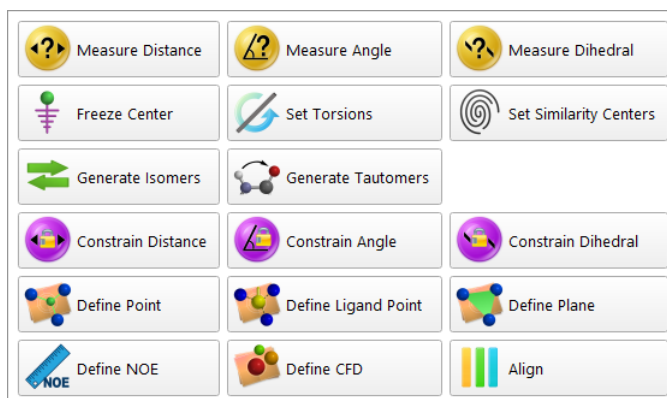 Measure Distance
Measure Angle
Measure Dihedral
Freeze Center
Set Torsions
Set Similarity Centers
Generate Isomers
Generate Tautomers
Constrain Distance
Constrain Angle
Constrain Dihedral
Define Point
Define Ligand Point
Define Plane
NOE
Define NOE
Define CFD
Align